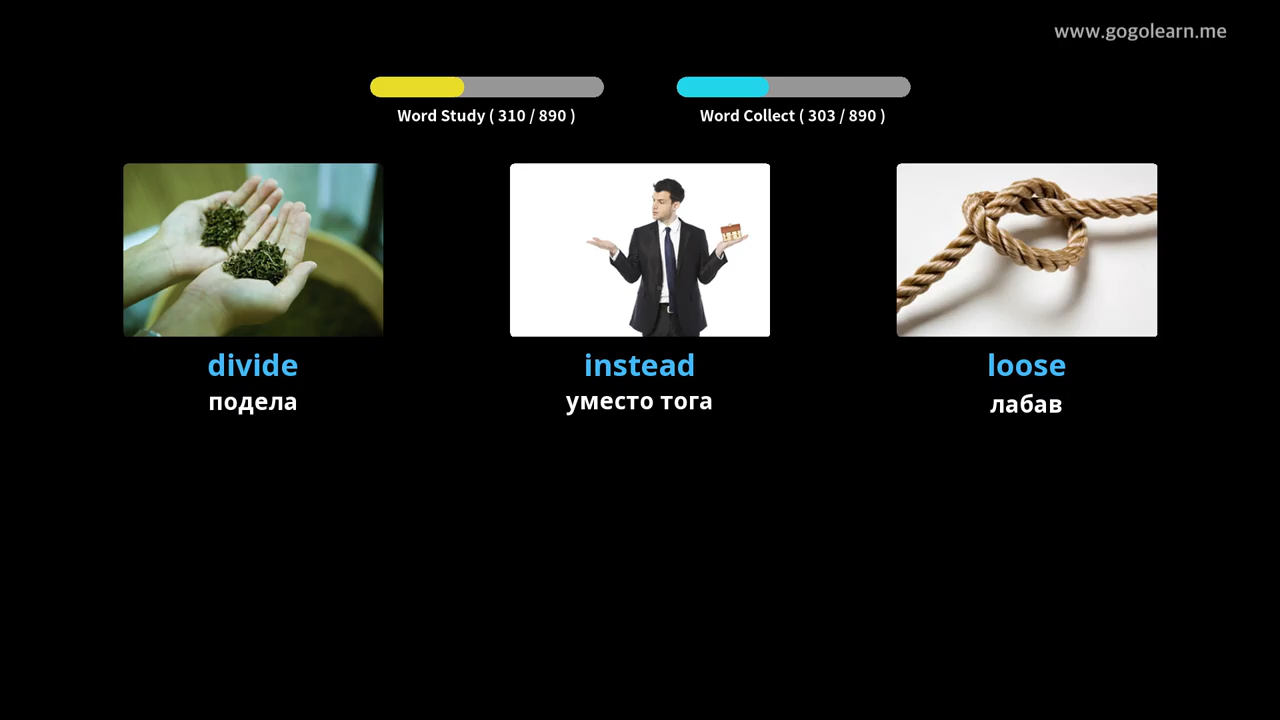 www.gogolearn.me
Word Study ( 310 / 890 )
Word Collect ( 303 / 890 )
divide
instead
loose
подела
уместо тога
лабав